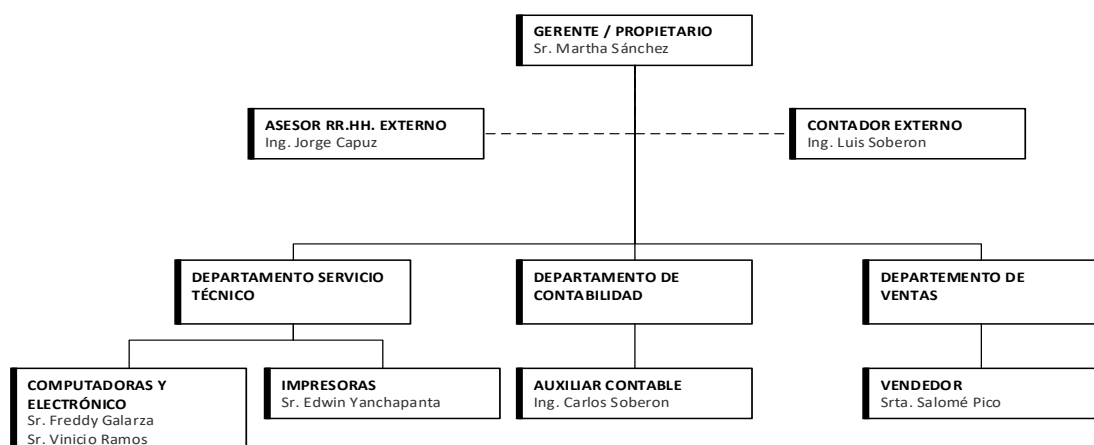 GERENTE / PROPIETARIO
Sr. Martha Sánchez
ASESOR RR.HH. EXTERNO
Ing. Jorge Capuz
CONTADOR EXTERNO
Ing. Luis Soberon
DEPARTAMENTO SERVICIO
TÉCNICO
DEPARTAMENTO DE
CONTABILIDAD
DEPARTEMENTO DE
VENTAS
COMPUTADORAS Y
ELECTRÓNICO
Sr. Freddy Galarza
Sr. Vinicio Ramos
IMPRESORAS
Sr. Edwin Yanchapanta
AUXILIAR CONTABLE
Ing. Carlos Soberon
VENDEDOR
Srta. Salomé Pico